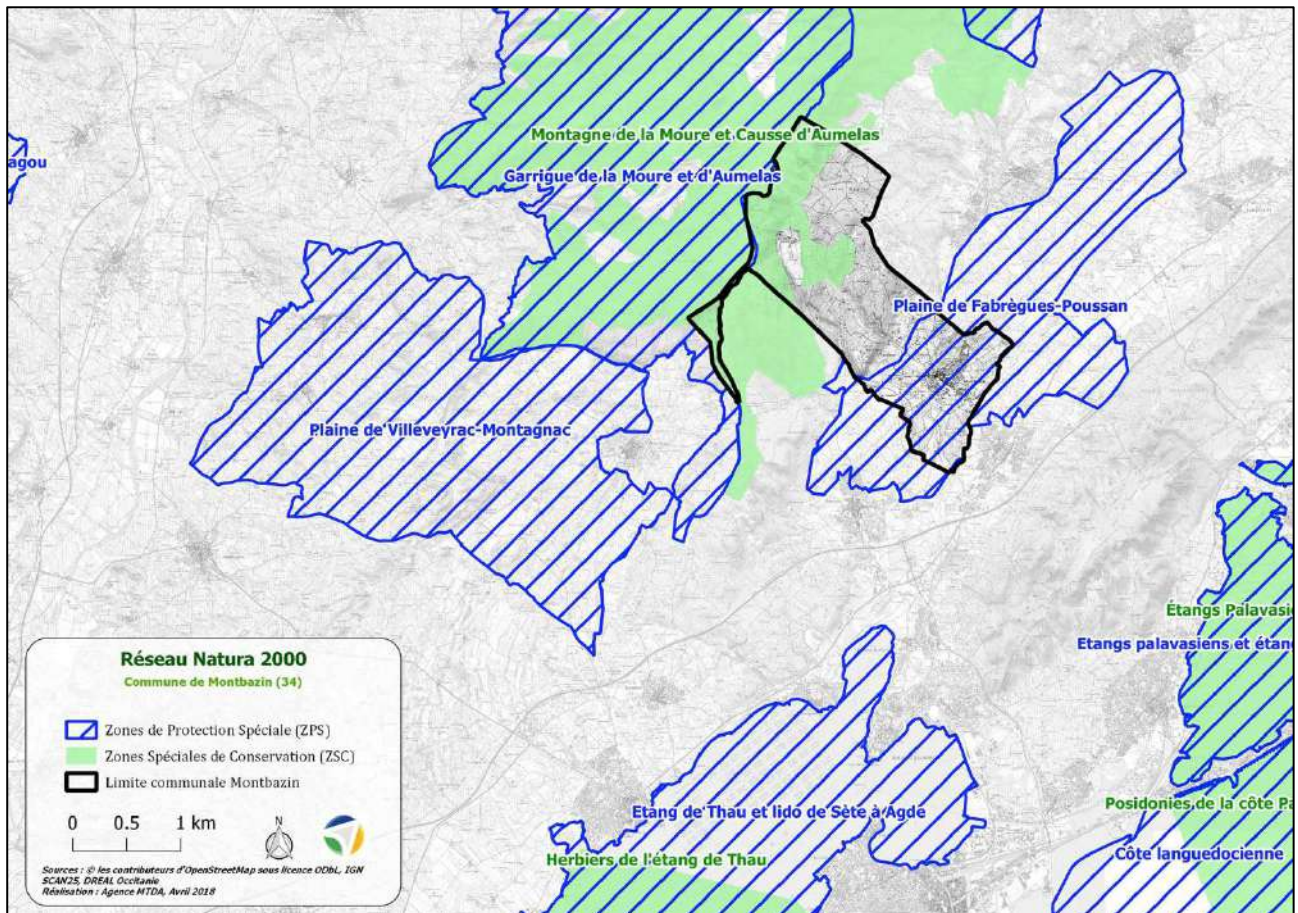 Montagne de la Moure et Causse d'Aumelas
agou
Garrigue de la Moure et d'Aumelas
Plaine de Fabrègues-Poussan
Plaine de Villeveyrac-Montagnac
Étangs Palavasi
Etangs palavasiens et étan
Réseau Natura 2000
Commune de Montbazin (34)
Zones de Protection Spéciale (ZPS)
Zones Spéciales de Conservation (ZSC)
Limite communale Montbazin
0 0.5 1 km
N
Sources : © les contributeurs d'OpenStreetMap sous licence ODbL, IGN
SCAN25, DREAL Occitanie
Réalisation : Agence MTDA, Avril 2018
Etang de Thau et lido de Sète à Agde
Herbiers de l'étang de Thau
Posidonies de la côte Pa
Côte languedocienne